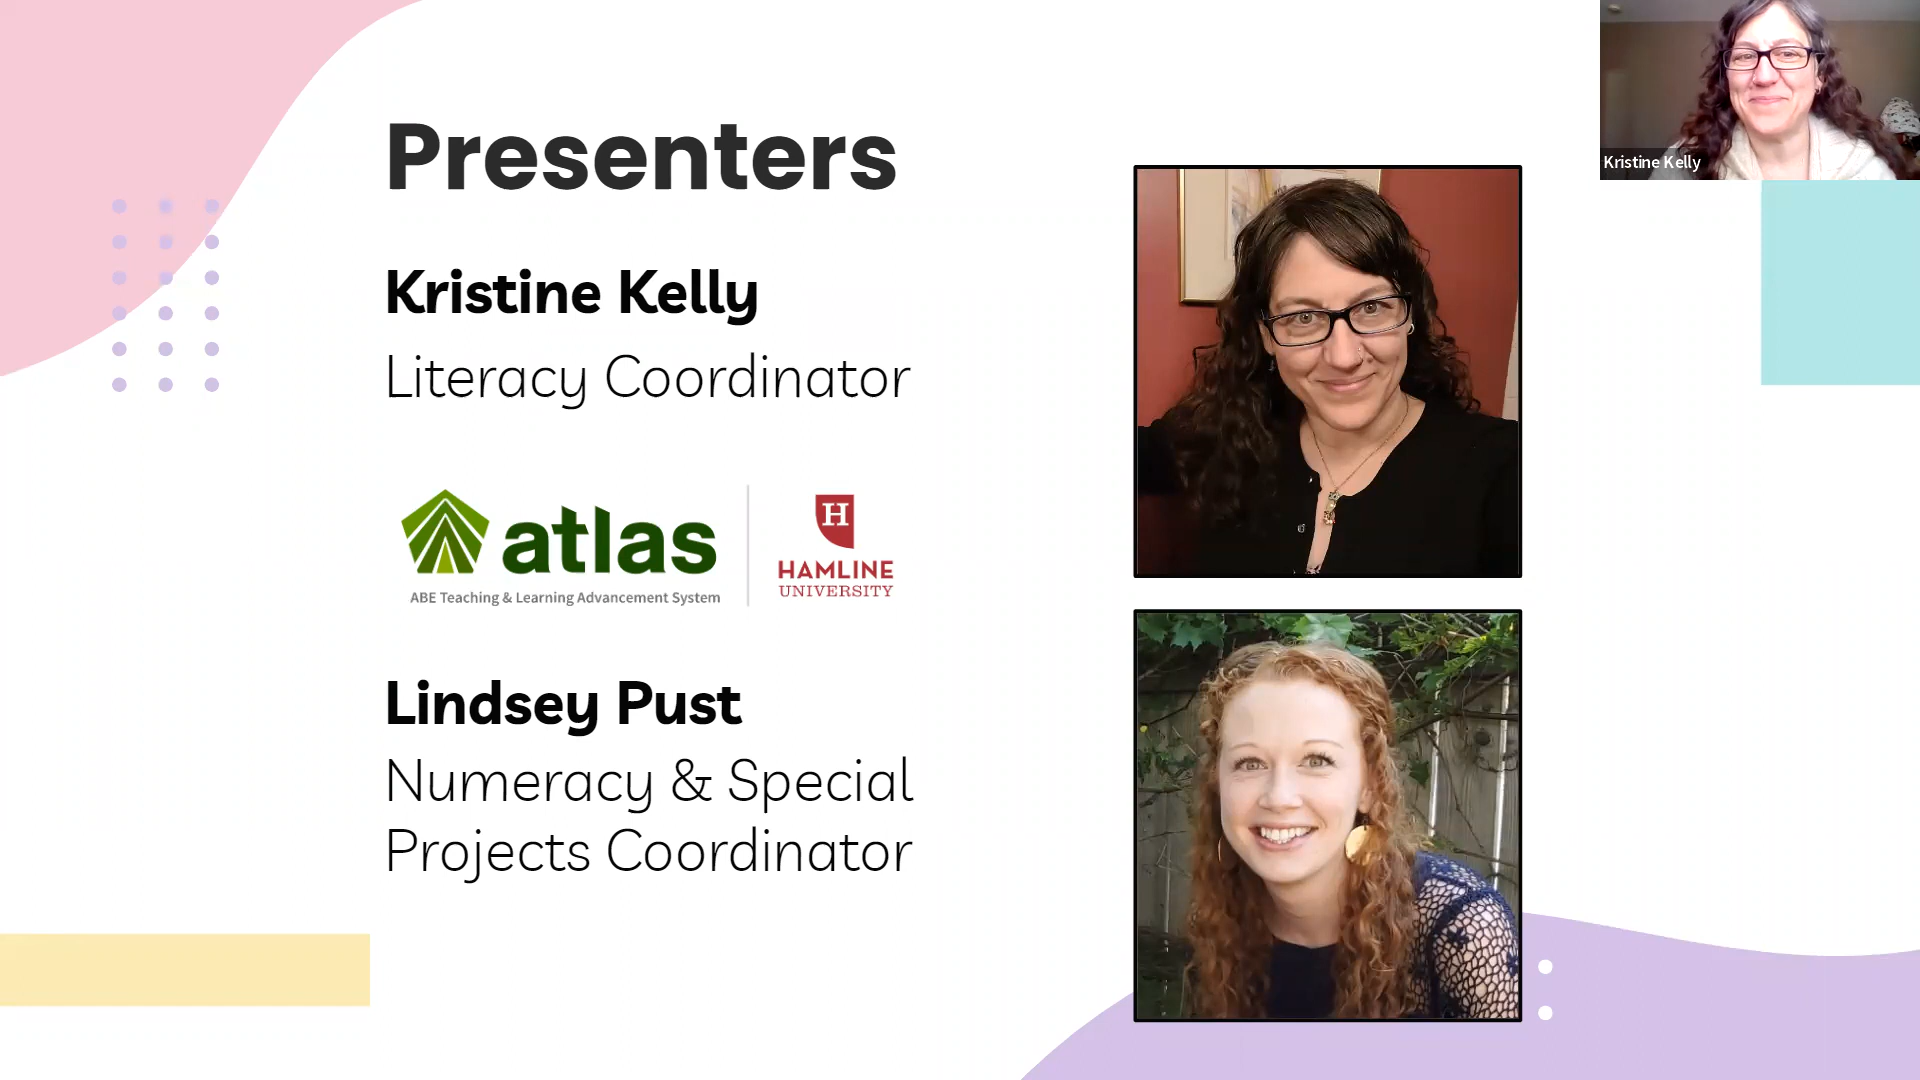 Presenters
Kristine Kelly
Literacy Coordinator
atlas
ABE Teaching & Learning Advancement System
H
HAMLINE
UNIVERSITY
Lindsey Pust
Numeracy & Special
Projects Coordinator
Kristine Kelly